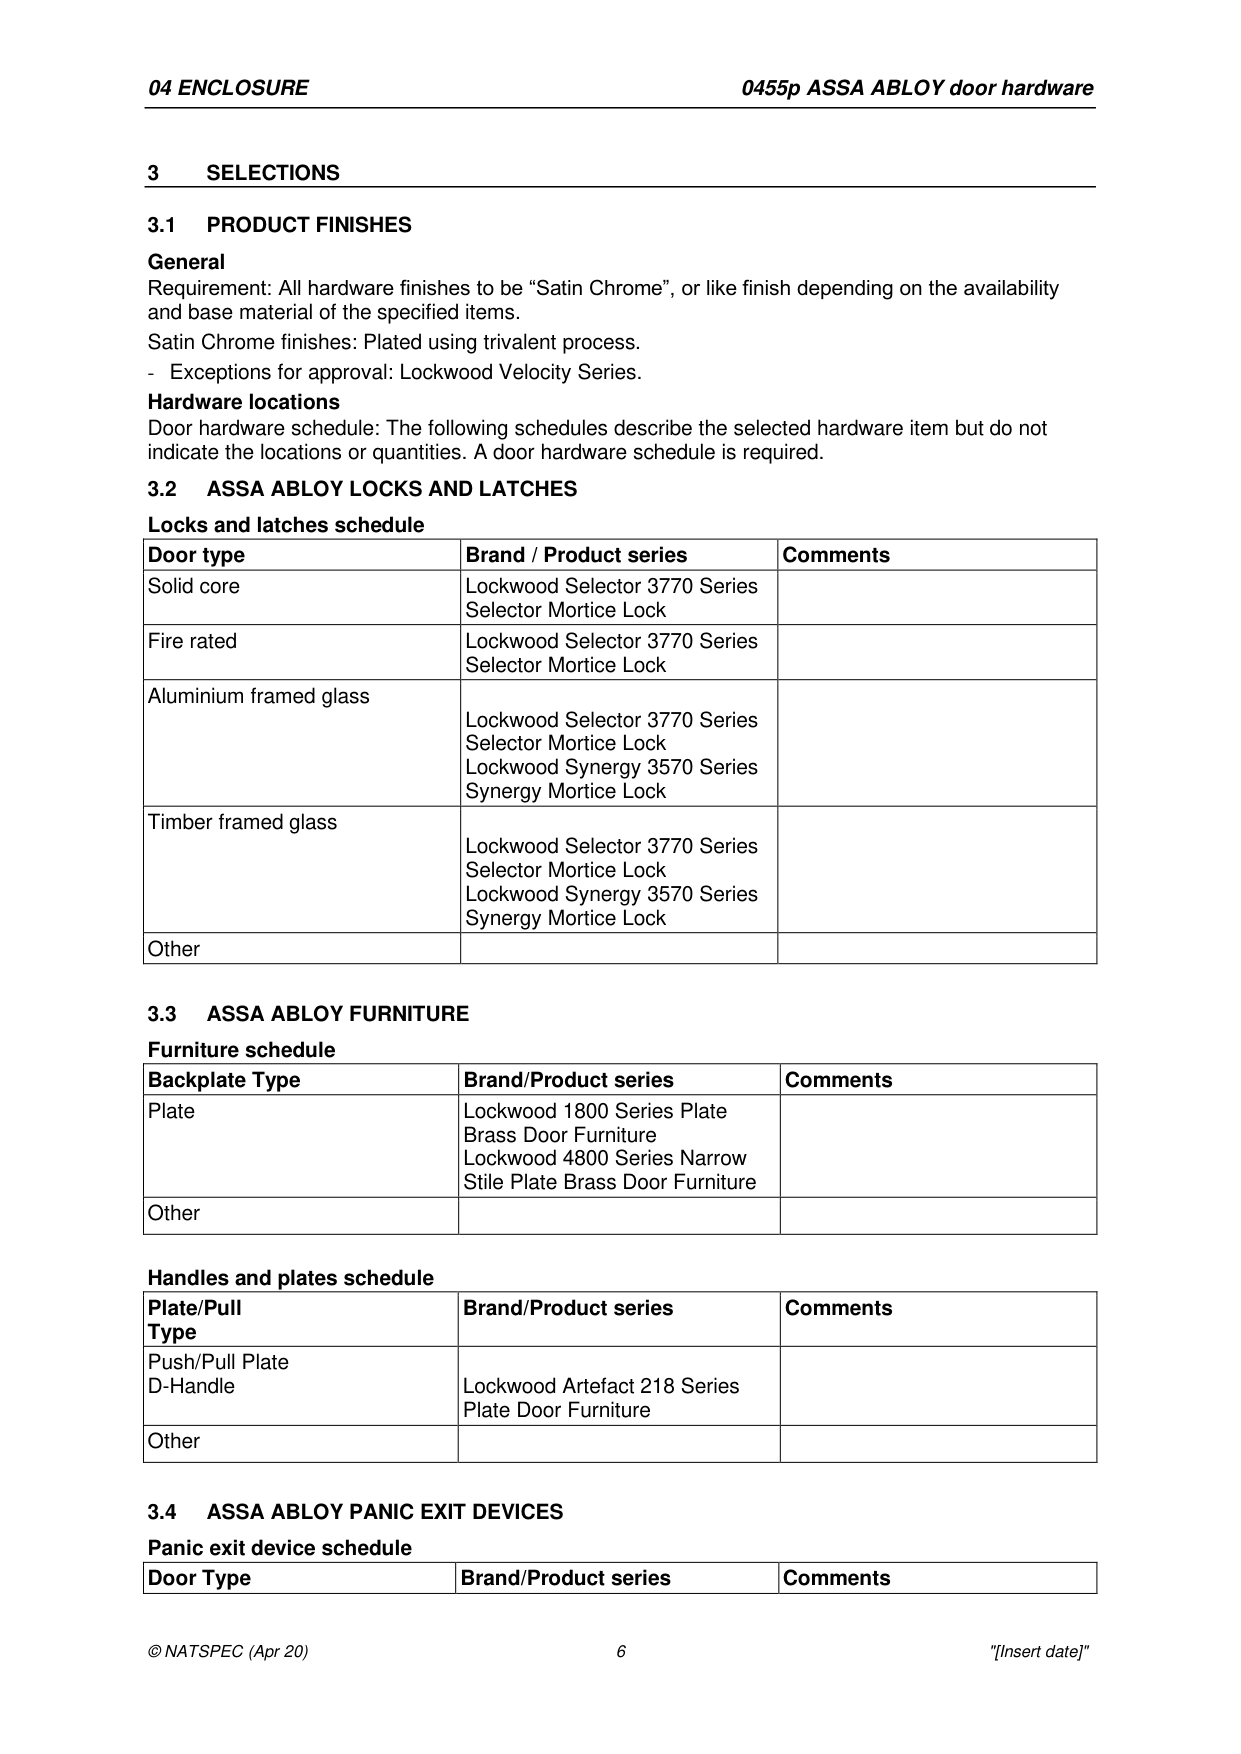 04 ENCLOSURE 0455p ASSA ABLOY door hardware
3 SELECTIONS
3.1 PRODUCT FINISHES
General
Requirement: All hardware finishes to be “Satin Chrome”, or like finish depending on the availability
and base material of the specified items.
Satin Chrome finishes: Plated using trivalent process.
- Exceptions for approval: Lockwood Velocity Series.
Hardware locations
Door hardware schedule: The following schedules describe the selected hardware item but do not
indicate the locations or quantities. A door hardware schedule is required.
3.2 ASSA ABLOY LOCKS AND LATCHES
Locks and latches schedule
Door type Brand / Product series Comments
Solid core Lockwood Selector 3770 Series
Selector Mortice Lock
Fire rated Lockwood Selector 3770 Series
Selector Mortice Lock
Aluminium framed glass
Lockwood Selector 3770 Series
Selector Mortice Lock
Lockwood Synergy 3570 Series
Synergy Mortice Lock
Timber framed glass
Lockwood Selector 3770 Series
Selector Mortice Lock
Lockwood Synergy 3570 Series
Synergy Mortice Lock
Other
3.3 ASSA ABLOY FURNITURE
Furniture schedule
Backplate Type Brand/Product series Comments
Plate Lockwood 1800 Series Plate
Brass Door Furniture
Lockwood 4800 Series Narrow
Stile Plate Brass Door Furniture
Other
Handles and plates schedule
Plate/Pull Brand/Product series Comments
Type
Push/Pull Plate
D-Handle Lockwood Artefact 218 Series
Plate Door Furniture
Other
3.4 ASSA ABLOY PANIC EXIT DEVICES
Panic exit device schedule
Door Type Brand/Product series Comments
© NATSPEC (Apr 20) 6 "[Insert date]"